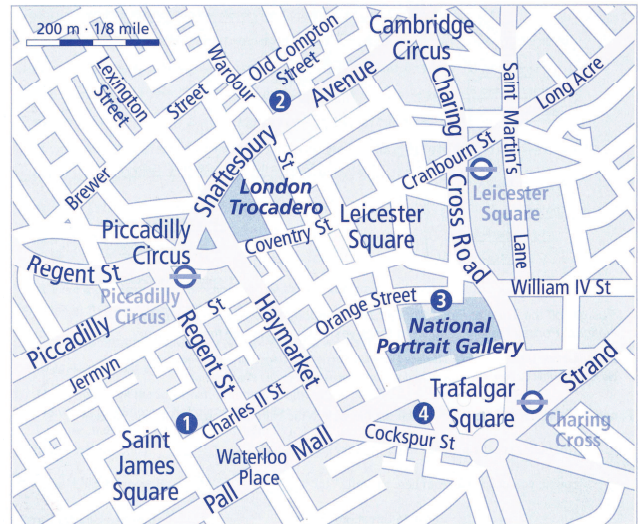 200 m · 1/8 mile
Cambridge
Circus
Lexington
Street
Wardour
St
Old Compton
Street
Brewer
Street
Shaftesbury
Avenue
Charing
Cross Road
Saint Martin's
Lane
Long Acre
Cranbourn St
Leicester
Square
2
London
Trocadero
Leicester
Square
Piccadilly
Circus
Coventry St
Regent St
Piccadilly
Circus
Piccadilly
Jermyn
St
Regent St
Haymarket
Orange Street
3
William IV St
National
Portrait Gallery
Trafalgar
Square
Strand
Charing
Cross
1
Charles II St
4
Cockspur St
Saint
James
Square
Waterloo
Place
Pall Mall